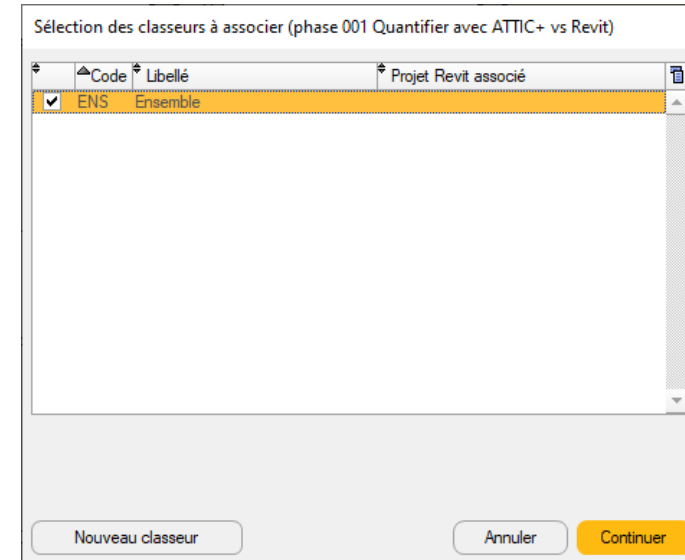 Sélection des classeurs à associer (phase 001 Quantifier avec ATTIC+ vs Revit)
Code Libellé Projet Revit associé
ENS Ensemble
Nouveau classeur Annuler Continuer